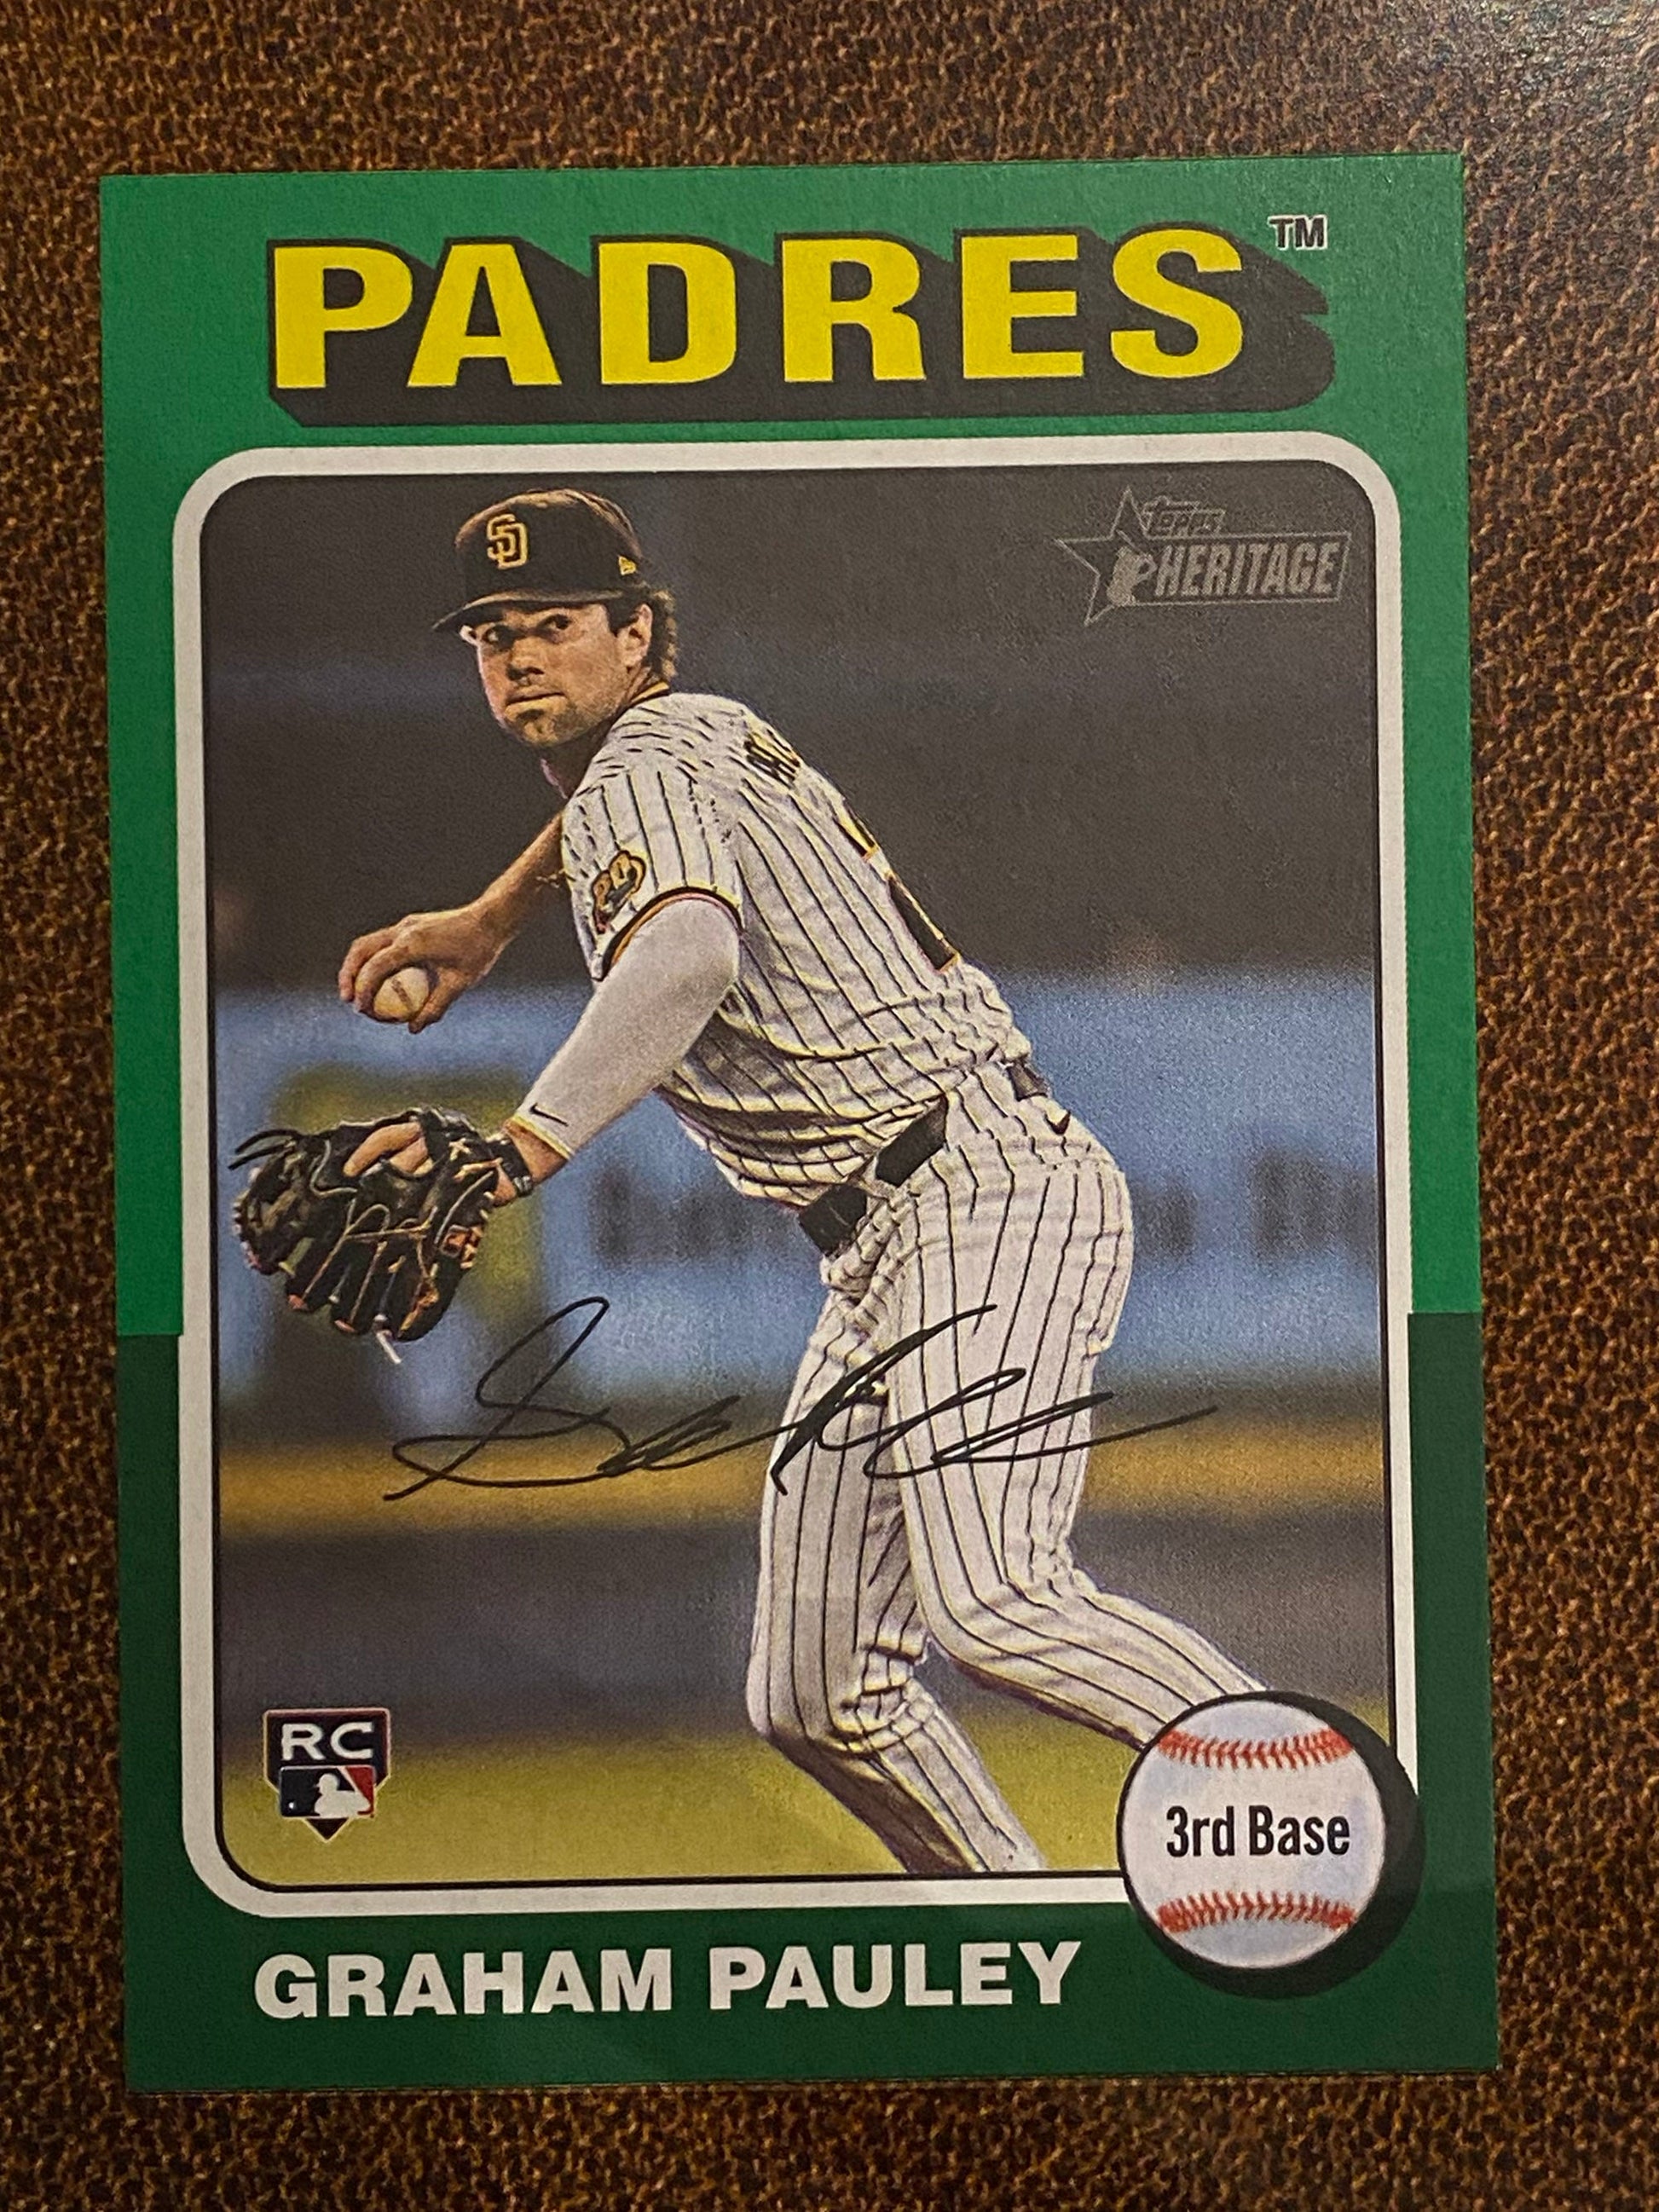 PADRES™
SD
Topps
HERITAGE
RC
3rd Base
GRAHAM PAULEY